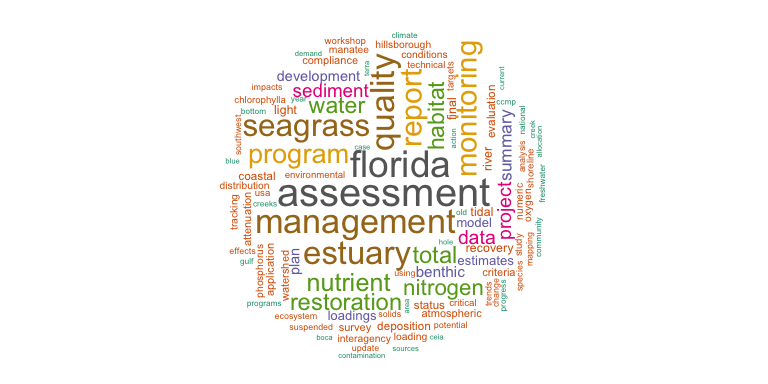 climate
workshop
hillsborough
manatee
demand
conditions
compliance
technical
terra
development
targets
current
impacts
sediment
quality
report
habitat
monitoring
chlorophylla
year
water
final
ccmp
bottom
light
evaluation
national
southwest
seagrass
action
creek
case
program
florida
river
summary
analysis
allocation
blue
environmental
shoreline
coastal
freshwater
distribution
assessment
project
numeric
oxygen
usa
creeks
old
tidal
tracking
attenuation
management
model
community
data
study
mapping
effects
hole
recovery
gulf
estuary
total
estimates
plan
phosphorus
application
watershed
using
benthic
criteria
species
nutrient
nitrogen
trends
change
progress
programs
restoration
area
status
critical
ecosystem
loadings
solids
atmospheric
suspended
survey
deposition
potential
boca
interagency
loading
ceia
update
sources
contamination